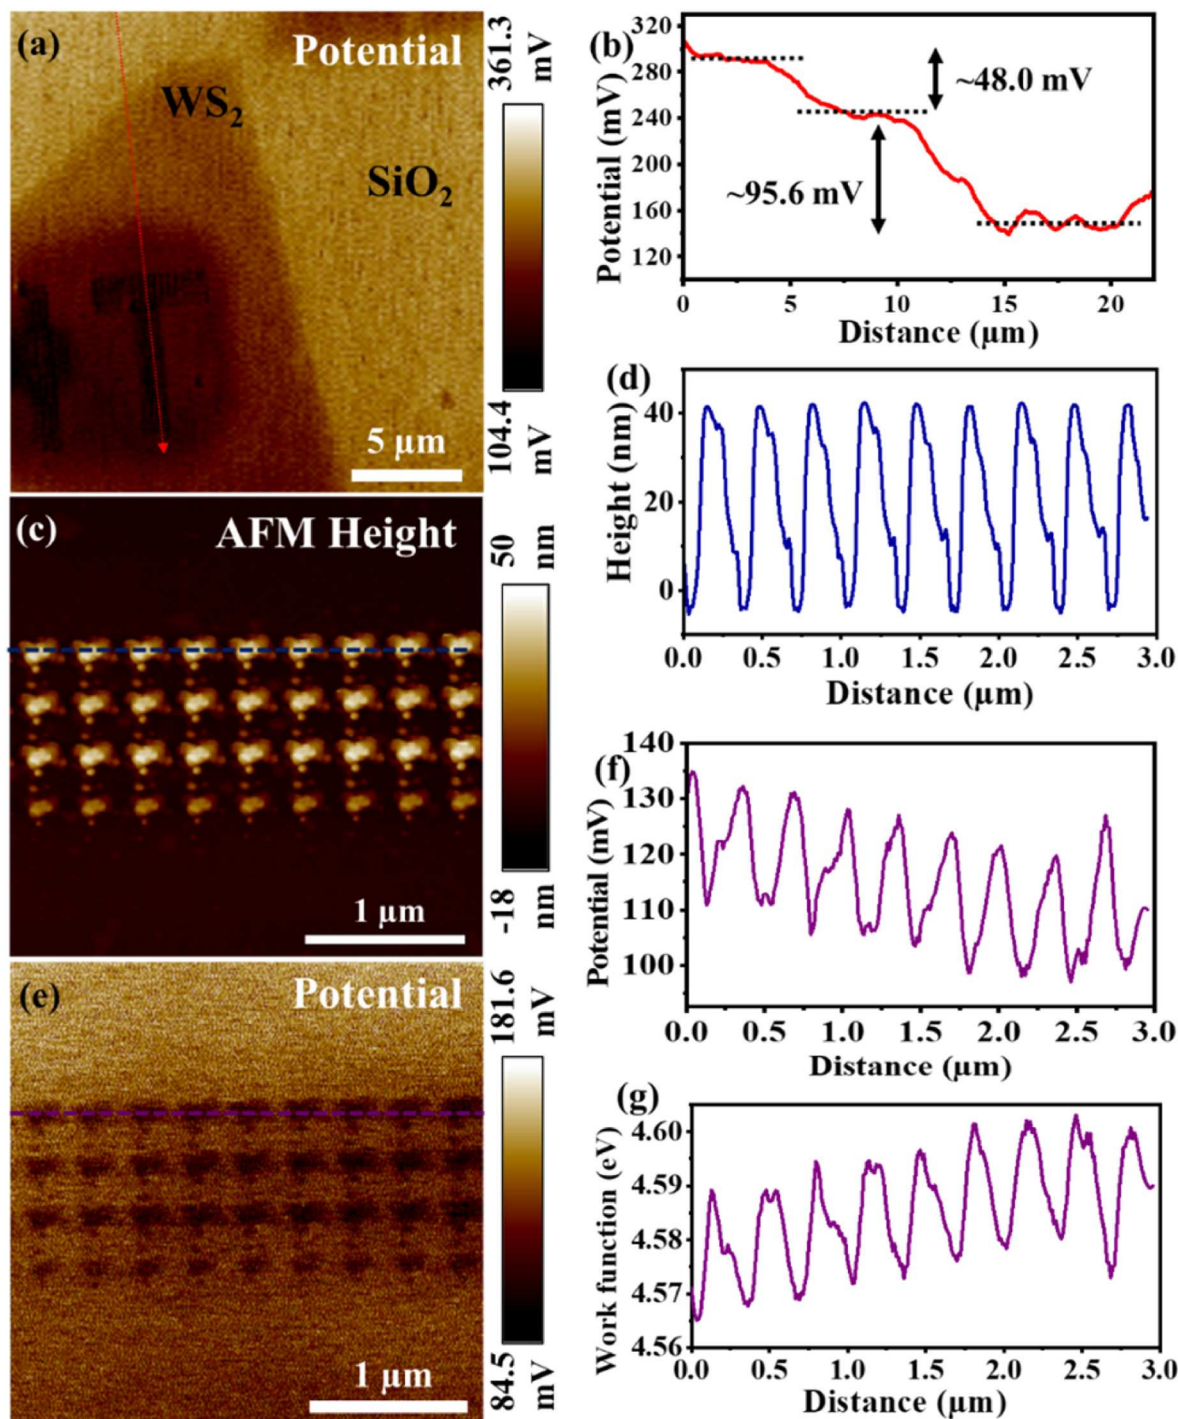 (a)
Potential
WS₂
SiO₂
5 µm
361.3
mV
104.4
mV
(b)
320
280
240
200
160
120
Potential (mV)
~48.0 mV
~95.6 mV
0 5 10 15 20
Distance (µm)
(c)
AFM Height
1 µm
50
nm
-18
nm
(d)
40
20
0
Height (nm)
0.0 0.5 1.0 1.5 2.0 2.5 3.0
Distance (µm)
(e)
Potential
1 µm
181.6
mV
84.5
mV
(f)
140
130
120
110
100
Potential (mV)
0.0 0.5 1.0 1.5 2.0 2.5 3.0
Distance (µm)
(g)
4.60
4.59
4.58
4.57
4.56
Work function (eV)
0.0 0.5 1.0 1.5 2.0 2.5 3.0
Distance (µm)